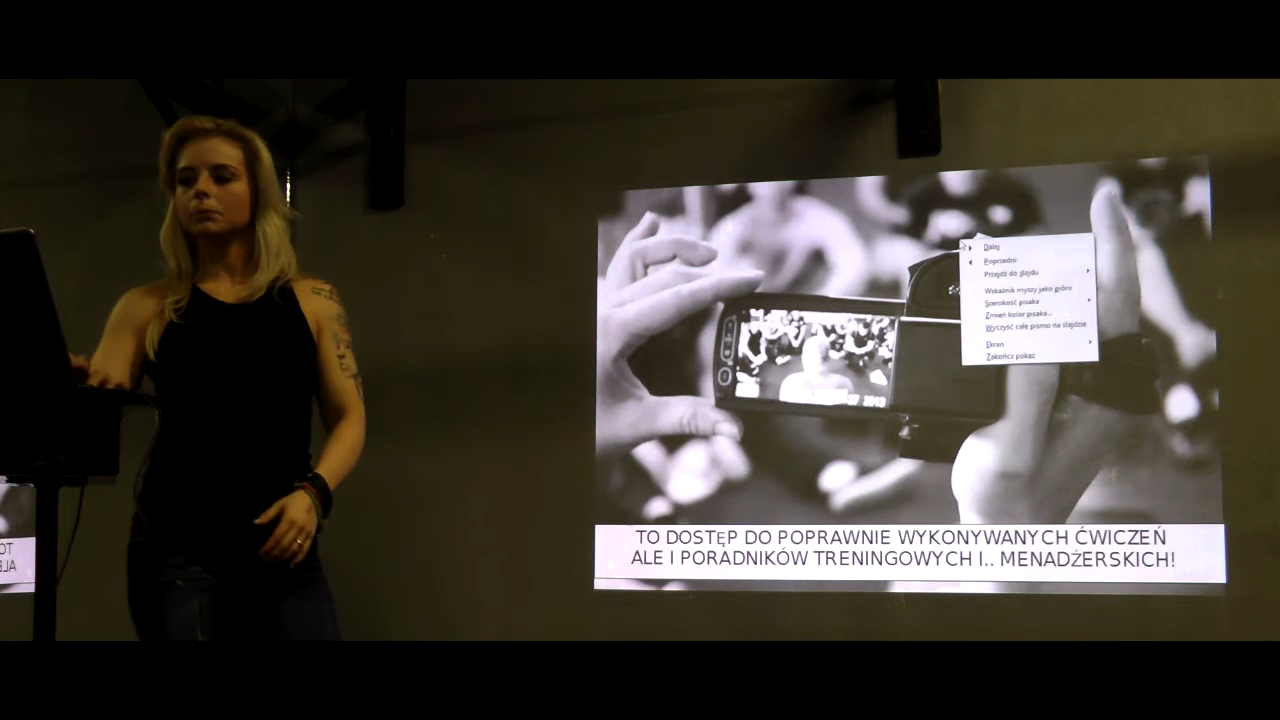 Dalej
Poprzedni
Przejdź do slajdu
Wskaźnik myszy jako pióro
Szerokość pisaka
Zmień kolor pisaka...
Wyczyść całe pismo na slajdzie
Ekran
Zakończ pokaz
2013
TO DOSTĘP DO POPRAWNIE WYKONYWANYCH ĆWICZEŃ
ALE I PORADNIKÓW TRENINGOWYCH I.. MENADŻERSKICH!